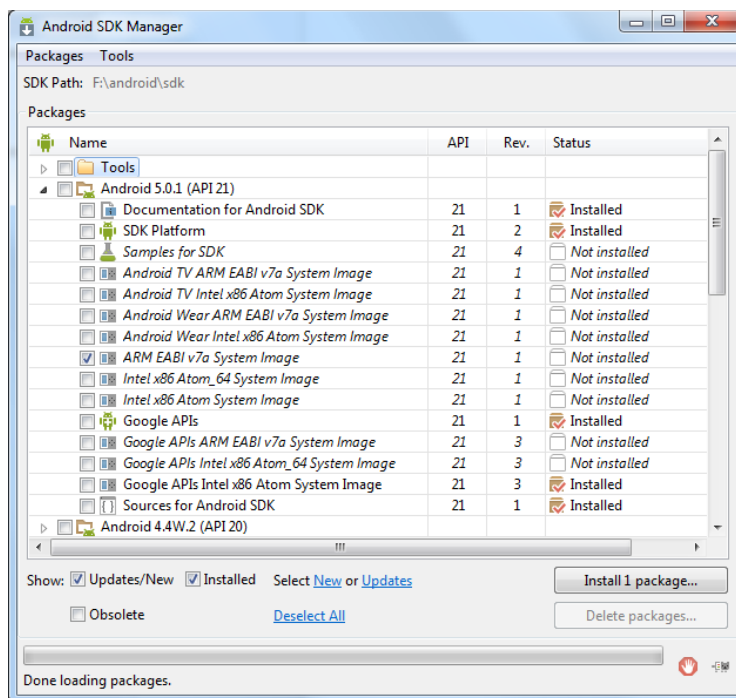 Android SDK Manager
Packages Tools
SDK Path: F:\android\sdk
Packages
Name API Rev. Status
Tools
Android 5.0.1 (API 21)
Documentation for Android SDK 21 1 Installed
SDK Platform 21 2 Installed
Samples for SDK 21 4 Not installed
Android TV ARM EABI v7a System Image 21 1 Not installed
Android TV Intel x86 Atom System Image 21 1 Not installed
Android Wear ARM EABI v7a System Image 21 1 Not installed
Android Wear Intel x86 Atom System Image 21 1 Not installed
ARM EABI v7a System Image 21 1 Not installed
Intel x86 Atom_64 System Image 21 1 Not installed
Intel x86 Atom System Image 21 1 Not installed
Google APIs 21 1 Installed
Google APIs ARM EABI v7a System Image 21 3 Not installed
Google APIs Intel x86 Atom_64 System Image 21 3 Not installed
Google APIs Intel x86 Atom System Image 21 3 Installed
Sources for Android SDK 21 1 Installed
Android 4.4W.2 (API 20)
Show: Updates/New Installed Select New or Updates Install 1 package...
Obsolete Deselect All Delete packages...
Done loading packages.